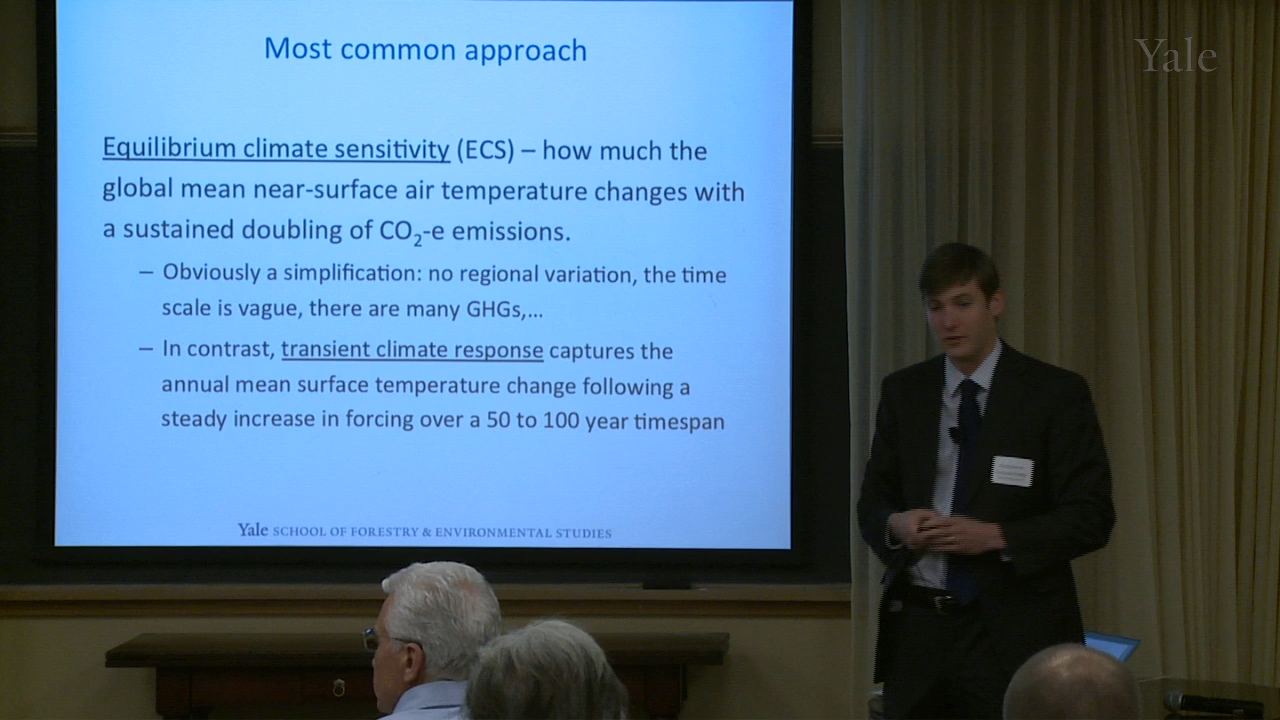 Most common approach
Yale
Equilibrium climate sensitivity (ECS) – how much the
global mean near-surface air temperature changes with
a sustained doubling of CO₂-e emissions.
– Obviously a simplification: no regional variation, the time
scale is vague, there are many GHGs,...
– In contrast, transient climate response captures the
annual mean surface temperature change following a
steady increase in forcing over a 50 to 100 year timespan
Yale SCHOOL OF FORESTRY & ENVIRONMENTAL STUDIES